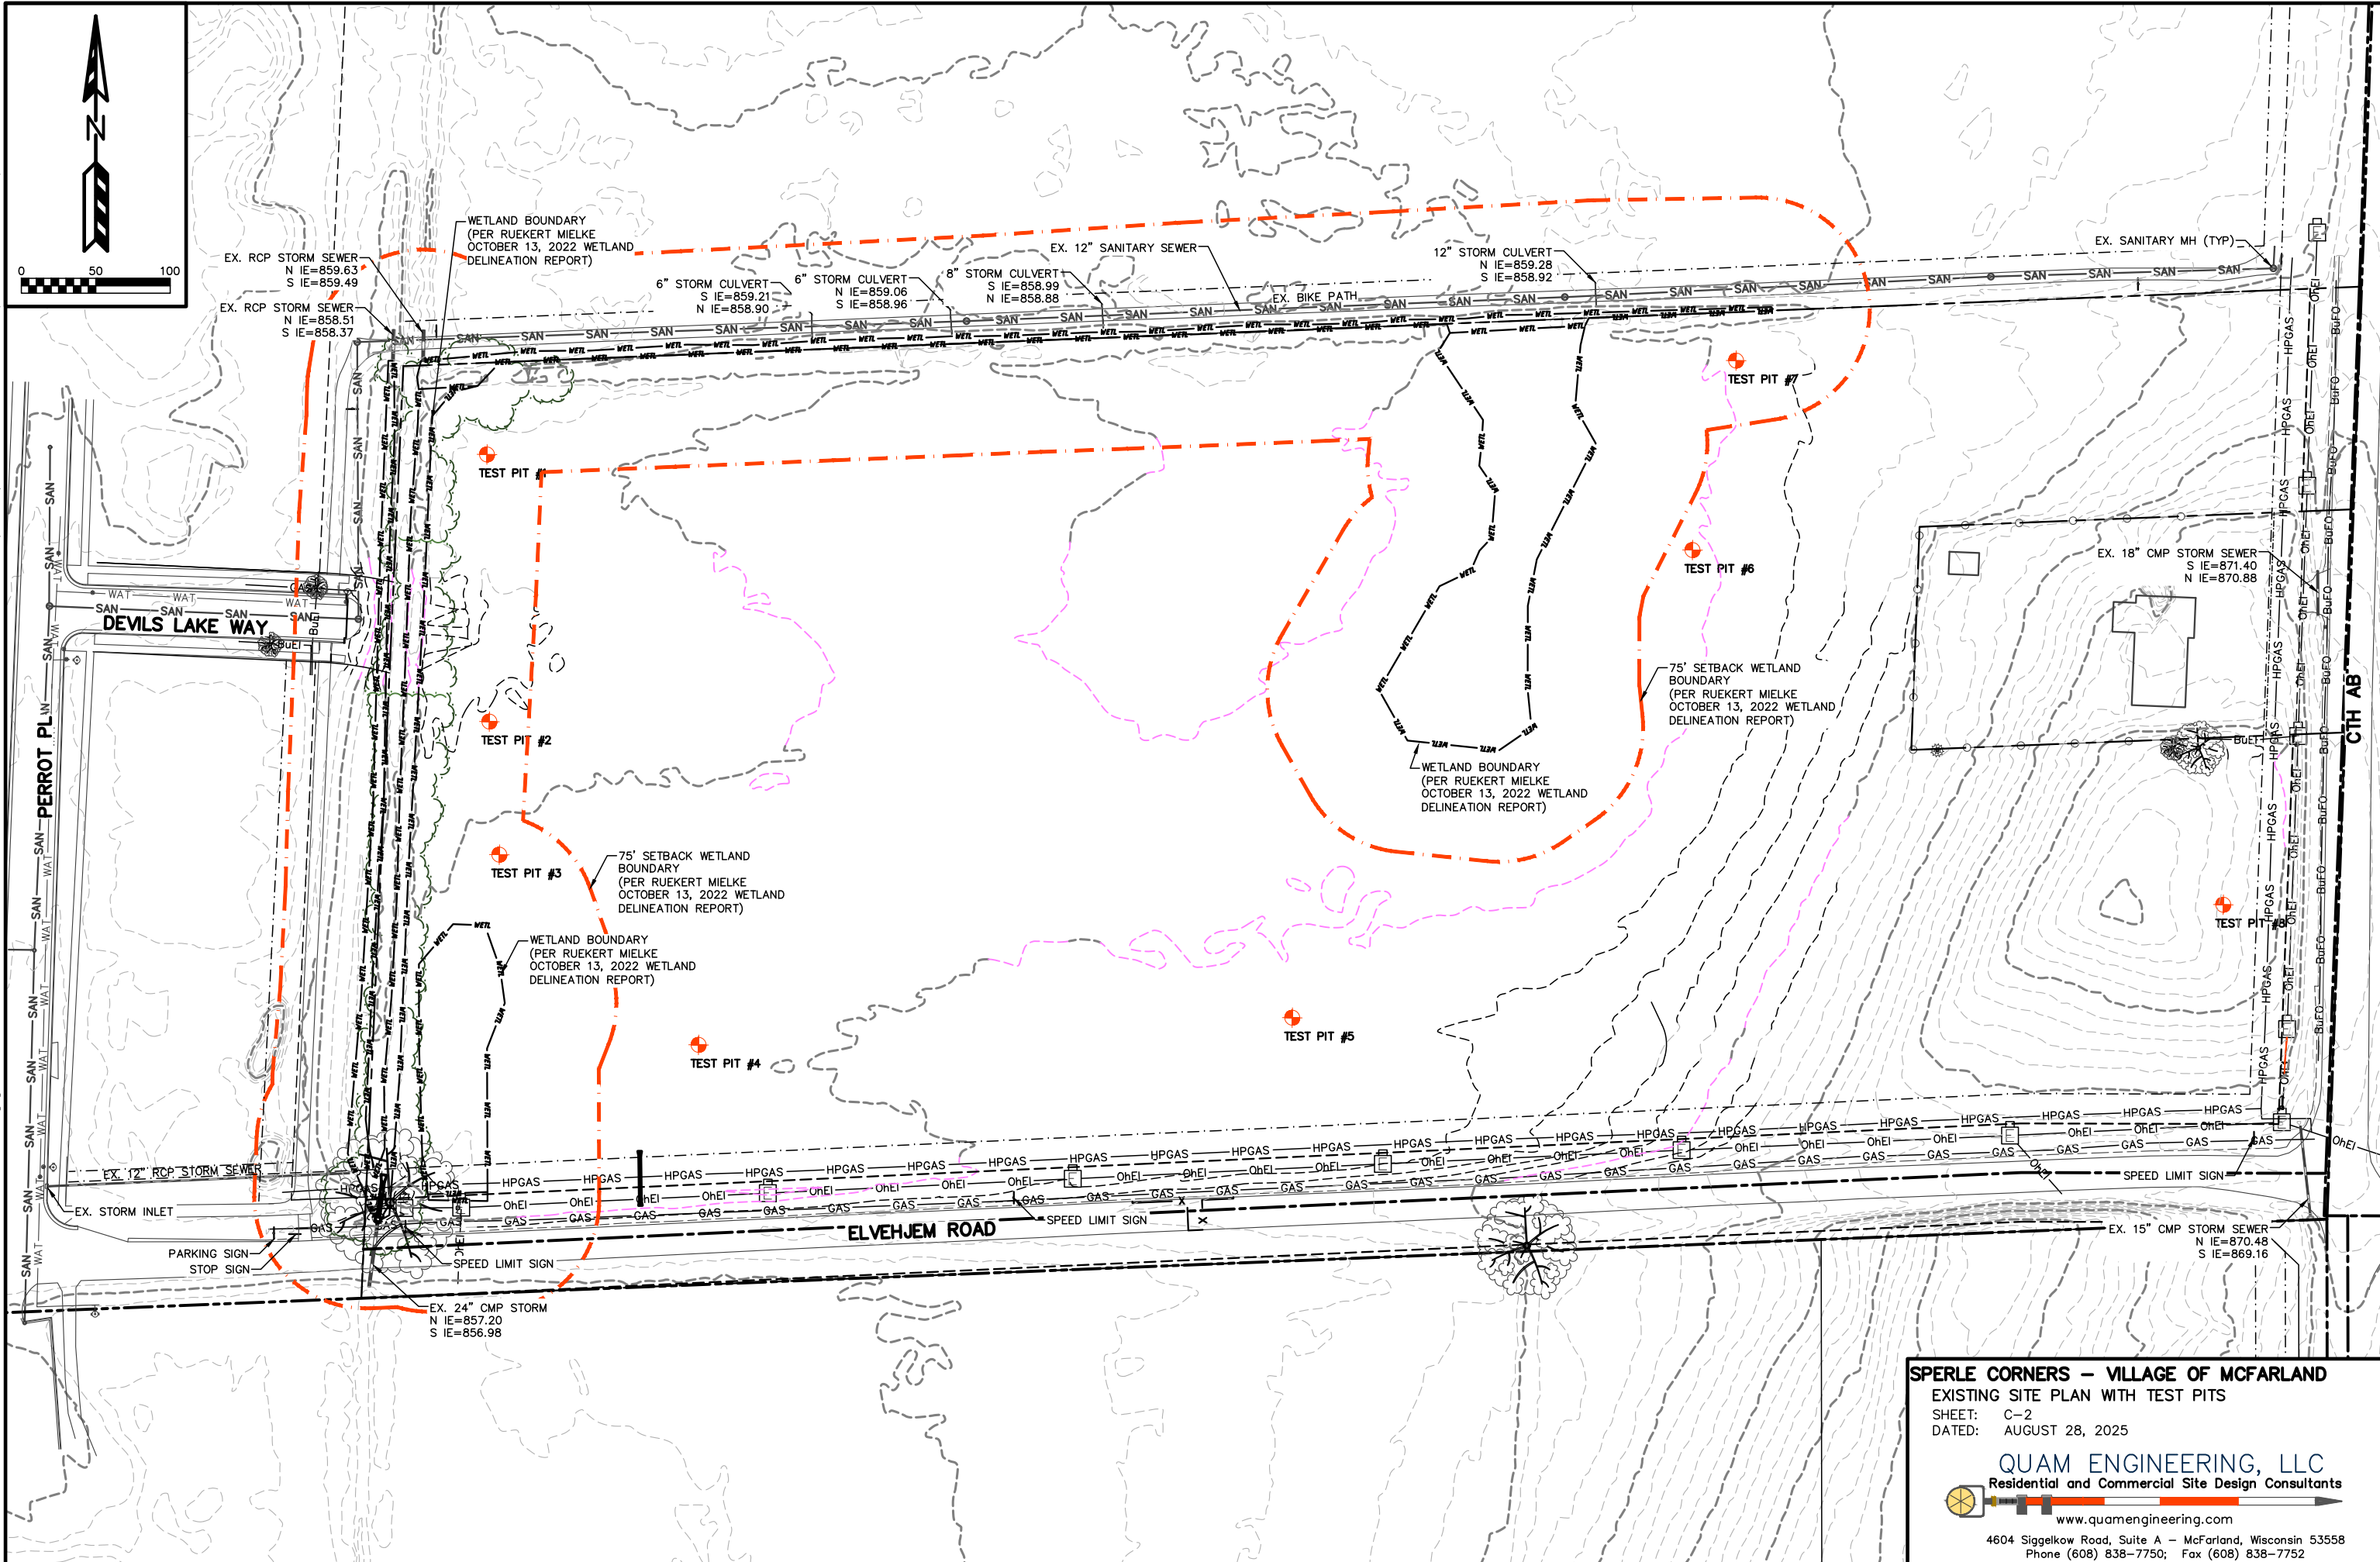 N
0 50 100
WETLAND BOUNDARY
(PER RUEKERT MIELKE
OCTOBER 13, 2022 WETLAND
DELINEATION REPORT)
EX. RCP STORM SEWER
N IE=859.63
S IE=859.49
EX. RCP STORM SEWER
N IE=858.51
S IE=858.37
6" STORM CULVERT
S IE=859.21
N IE=858.90
6" STORM CULVERT
N IE=859.06
S IE=858.96
8" STORM CULVERT
S IE=858.99
N IE=858.88
EX. 12" SANITARY SEWER
EX. BIKE PATH
12" STORM CULVERT
N IE=859.28
S IE=858.92
EX. SANITARY MH (TYP)
SAN
WETL
TEST PIT #7
TEST PIT #1
TEST PIT #6
EX. 18" CMP STORM SEWER
S IE=871.40
N IE=870.88
HPGAS
OhEl
BuFO
WAT
GAS
BuEl
DEVILS LAKE WAY
PERROT PL
CTH AB
75' SETBACK WETLAND
BOUNDARY
(PER RUEKERT MIELKE
OCTOBER 13, 2022 WETLAND
DELINEATION REPORT)
TEST PIT #2
WETLAND BOUNDARY
(PER RUEKERT MIELKE
OCTOBER 13, 2022 WETLAND
DELINEATION REPORT)
TEST PIT #3
75' SETBACK WETLAND
BOUNDARY
(PER RUEKERT MIELKE
OCTOBER 13, 2022 WETLAND
DELINEATION REPORT)
TEST PIT #8
WETLAND BOUNDARY
(PER RUEKERT MIELKE
OCTOBER 13, 2022 WETLAND
DELINEATION REPORT)
TEST PIT #4
TEST PIT #5
EX. 12" RCP STORM SEWER
EX. STORM INLET
PARKING SIGN
STOP SIGN
SPEED LIMIT SIGN
EX. 24" CMP STORM
N IE=857.20
S IE=856.98
ELVEHJEM ROAD
SPEED LIMIT SIGN
SPEED LIMIT SIGN
EX. 15" CMP STORM SEWER
N IE=870.48
S IE=869.16
SPERLE CORNERS – VILLAGE OF MCFARLAND
EXISTING SITE PLAN WITH TEST PITS
SHEET: C-2
DATED: AUGUST 28, 2025
QUAM ENGINEERING, LLC
Residential and Commercial Site Design Consultants
www.quamengineering.com
4604 Siggelkow Road, Suite A – McFarland, Wisconsin 53558
Phone (608) 838-7750; Fax (608) 838-7752